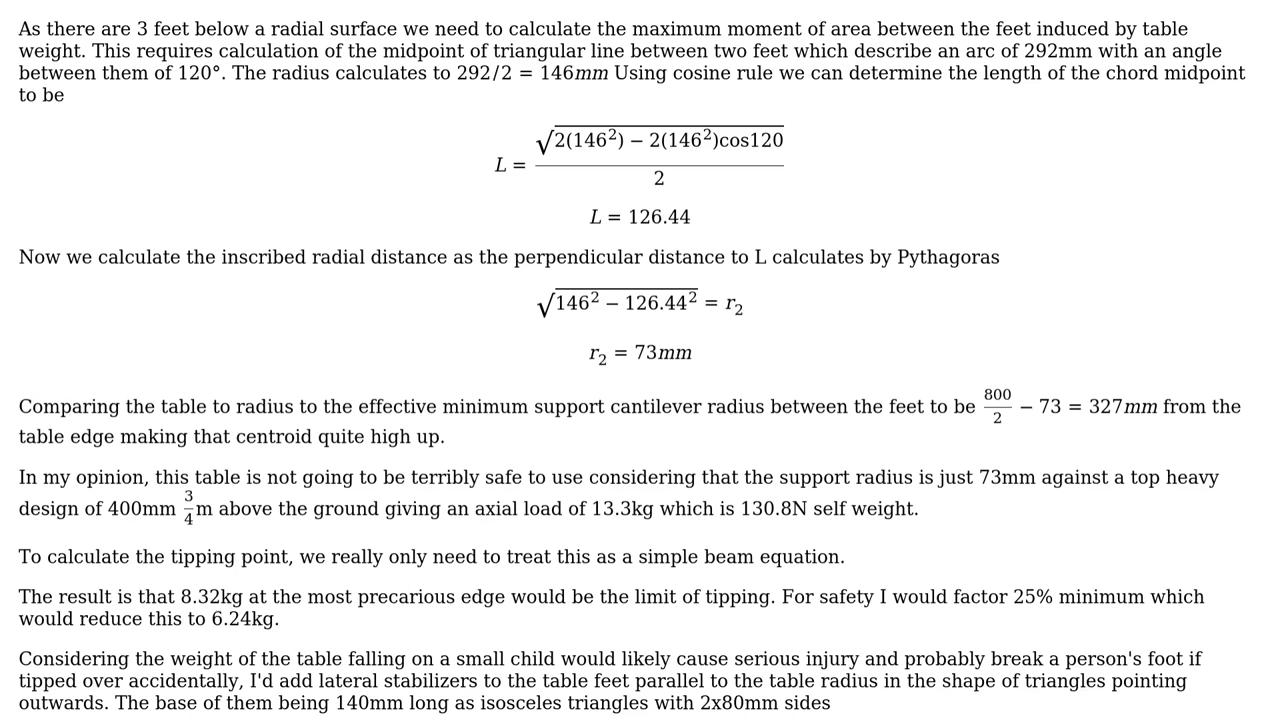 As there are 3 feet below a radial surface we need to calculate the maximum moment of area between the feet induced by table
weight. This requires calculation of the midpoint of triangular line between two feet which describe an arc of 292mm with an angle
between them of 120°. The radius calculates to 292/2 = 146mm Using cosine rule we can determine the length of the chord midpoint
to be
L = √(2(146²) − 2(146²)cos120) / 2
L = 126.44
Now we calculate the inscribed radial distance as the perpendicular distance to L calculates by Pythagoras
√(146² − 126.44²) = r₂
r₂ = 73mm
Comparing the table to radius to the effective minimum support cantilever radius between the feet to be 800/2 − 73 = 327mm from the
table edge making that centroid quite high up.
In my opinion, this table is not going to be terribly safe to use considering that the support radius is just 73mm against a top heavy
design of 400mm 3/4m above the ground giving an axial load of 13.3kg which is 130.8N self weight.
To calculate the tipping point, we really only need to treat this as a simple beam equation.
The result is that 8.32kg at the most precarious edge would be the limit of tipping. For safety I would factor 25% minimum which
would reduce this to 6.24kg.
Considering the weight of the table falling on a small child would likely cause serious injury and probably break a person's foot if
tipped over accidentally, I'd add lateral stabilizers to the table feet parallel to the table radius in the shape of triangles pointing
outwards. The base of them being 140mm long as isosceles triangles with 2x80mm sides